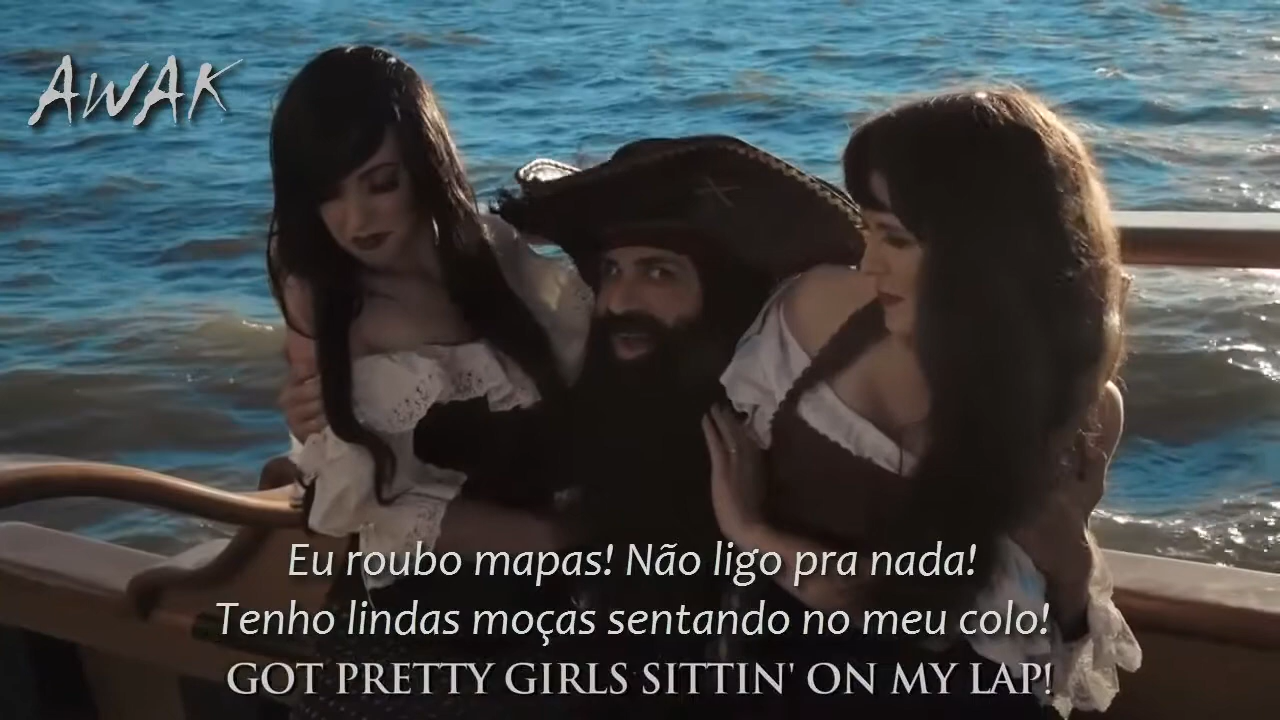 AWAK
Eu roubo mapas! Não ligo pra nada!
Tenho lindas moças sentando no meu colo!
GOT PRETTY GIRLS SITTIN' ON MY LAP!